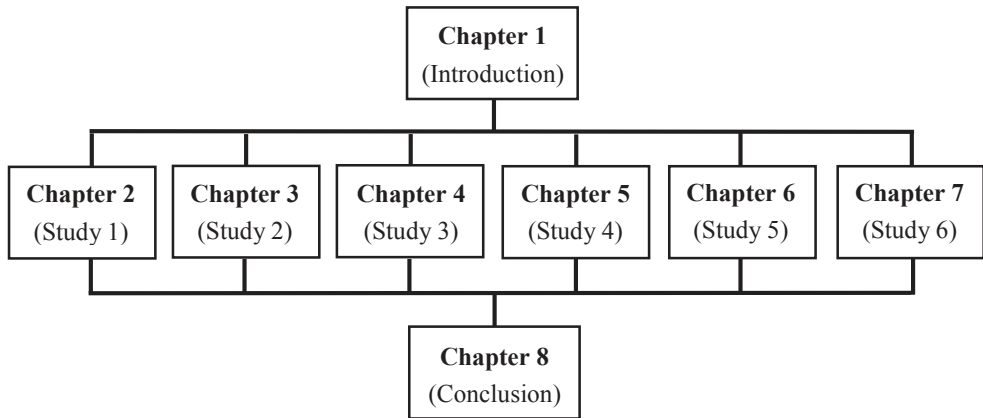 Chapter 1
(Introduction)
Chapter 2
(Study 1)
Chapter 3
(Study 2)
Chapter 4
(Study 3)
Chapter 5
(Study 4)
Chapter 6
(Study 5)
Chapter 7
(Study 6)
Chapter 8
(Conclusion)